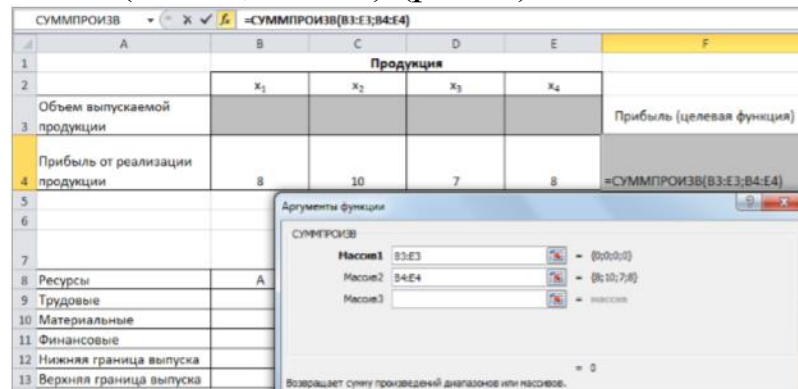 СУММПРОИЗВ =СУММПРОИЗВ(B3:E3;B4:E4)
A B C D E F
1 Продукция
2 x₁ x₂ x₃ x₄
Объем выпускаемой
3 продукции Прибыль (целевая функция)
Прибыль от реализации
4 продукции 8 10 7 8 =СУММПРОИЗВ(B3:E3;B4:E4)
5 Аргументы функции
6 СУММПРОИЗВ
Массив1 B3:E3 = {0;0;0;0}
7 Массив2 B4:E4 = {8;10;7;8}
8 Ресурсы A
9 Трудовые Массив3 = массив
10 Материальные
11 Финансовые
12 Нижняя граница выпуска = 0
13 Верхняя граница выпуска Возвращает сумму произведений диапазонов или массивов.